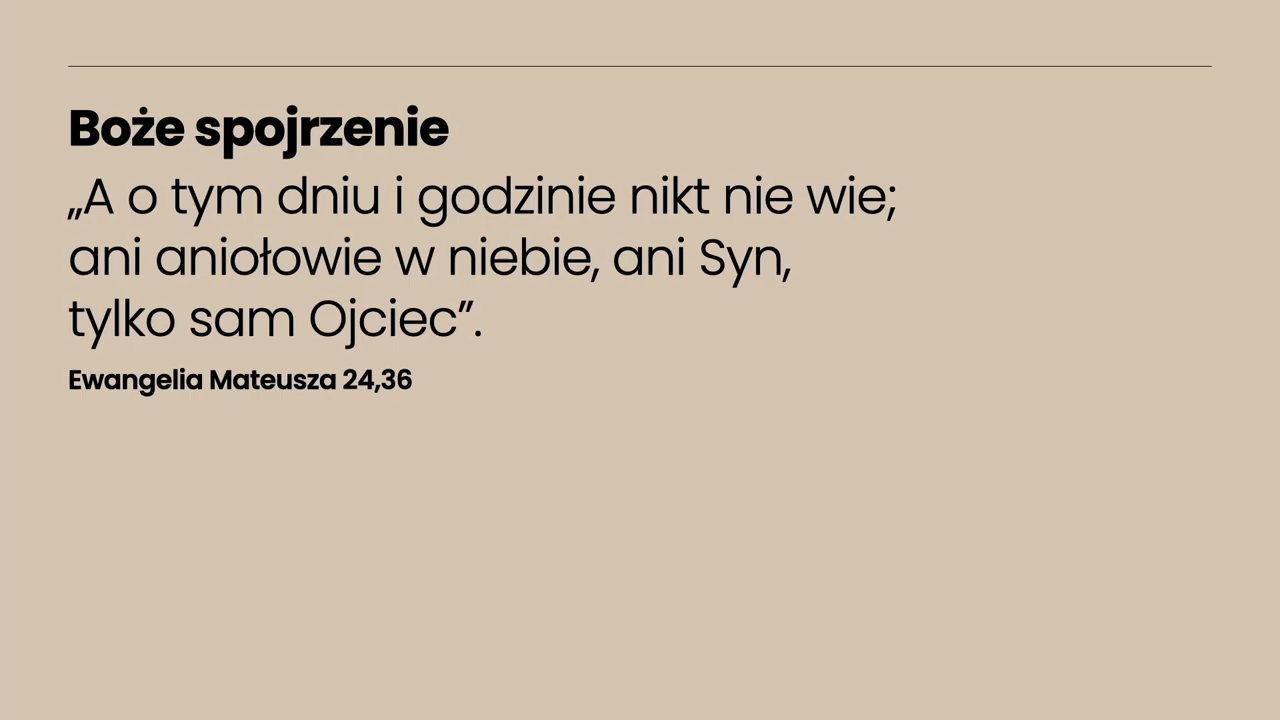 Boże spojrzenie
„A o tym dniu i godzinie nikt nie wie;
ani aniołowie w niebie, ani Syn,
tylko sam Ojciec”.
Ewangelia Mateusza 24,36